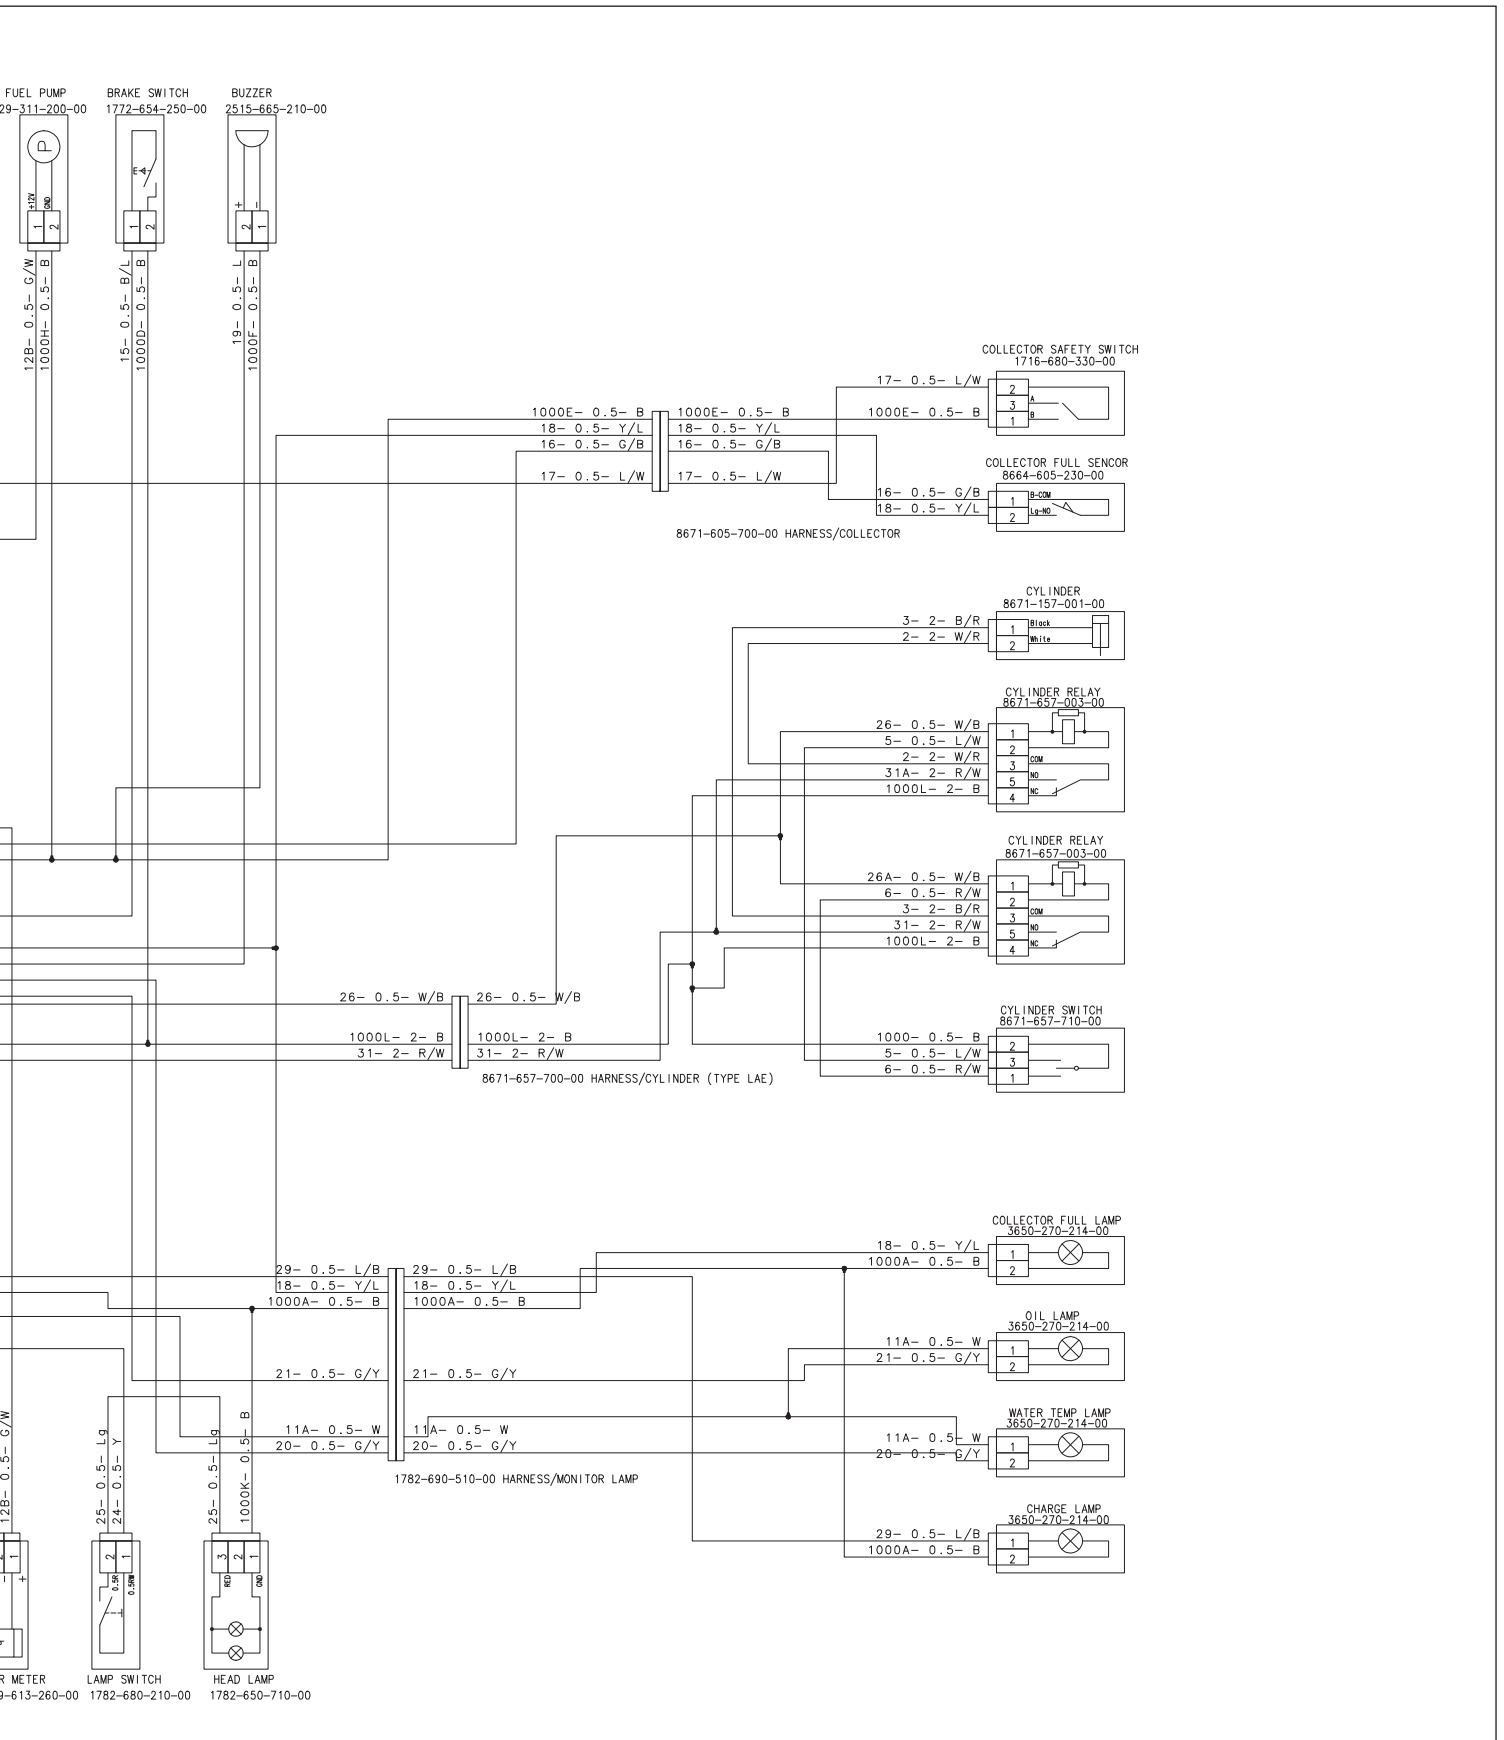 FUEL PUMP
29-311-200-00
P
+12V
GND
1
2
12B- 0.5- G/W
1000H- 0.5- B
BRAKE SWITCH
1772-654-250-00
1
2
15- 0.5- B/L
1000D- 0.5- B
BUZZER
2515-665-210-00
+
-
2
1
19- 0.5- L
1000F- 0.5- B
COLLECTOR SAFETY SWITCH
1716-680-330-00
17- 0.5- L/W
2
3
A
1000E- 0.5- B
1000E- 0.5- B
1000E- 0.5- B
1
B
18- 0.5- Y/L
18- 0.5- Y/L
16- 0.5- G/B
16- 0.5- G/B
17- 0.5- L/W
17- 0.5- L/W
COLLECTOR FULL SENCOR
8664-605-230-00
16- 0.5- G/B
1
B-COM
18- 0.5- Y/L
2
Lg-NO
8671-605-700-00 HARNESS/COLLECTOR
CYLINDER
8671-157-001-00
3- 2- B/R
1
Black
2- 2- W/R
2
White
CYLINDER RELAY
8671-657-003-00
26- 0.5- W/B
1
5- 0.5- L/W
2
2- 2- W/R
3
COM
31A- 2- R/W
5
NO
1000L- 2- B
4
NC
CYLINDER RELAY
8671-657-003-00
26A- 0.5- W/B
1
6- 0.5- R/W
2
3- 2- B/R
3
COM
31- 2- R/W
5
NO
1000L- 2- B
4
NC
26- 0.5- W/B
26- 0.5- W/B
1000L- 2- B
1000L- 2- B
31- 2- R/W
31- 2- R/W
8671-657-700-00 HARNESS/CYLINDER (TYPE LAE)
CYLINDER SWITCH
8671-657-710-00
1000- 0.5- B
2
5- 0.5- L/W
3
6- 0.5- R/W
1
COLLECTOR FULL LAMP
3650-270-214-00
18- 0.5- Y/L
1
1000A- 0.5- B
2
29- 0.5- L/B
29- 0.5- L/B
18- 0.5- Y/L
18- 0.5- Y/L
1000A- 0.5- B
1000A- 0.5- B
OIL LAMP
3650-270-214-00
11A- 0.5- W
1
21- 0.5- G/Y
2
21- 0.5- G/Y
21- 0.5- G/Y
WATER TEMP LAMP
3650-270-214-00
11A- 0.5- W
11A- 0.5- W
11A- 0.5- W
1
20- 0.5- G/Y
20- 0.5- G/Y
20- 0.5- G/Y
2
1782-690-510-00 HARNESS/MONITOR LAMP
CHARGE LAMP
3650-270-214-00
29- 0.5- L/B
1
1000A- 0.5- B
2
12B- 0.5- G/W
1
-
+
R METER
9-613-260-00
25- 0.5- Lg
24- 0.5- Y
2
1
0.5R
0.5RW
LAMP SWITCH
1782-680-210-00
25- 0.5- Lg
1000K- 0.5- B
3
2
1
RED
GND
HEAD LAMP
1782-650-710-00